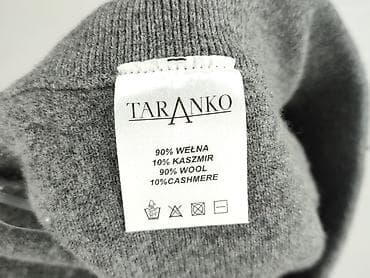 TARANKO
90% WEŁNA
10% KASZMIR
90% WOOL
10%CASHMERE